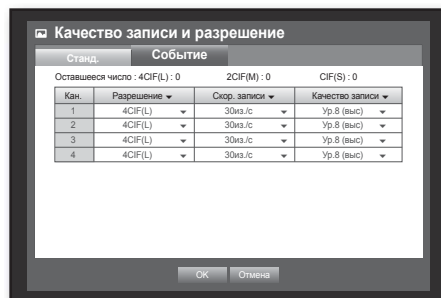 Качество записи и разрешение
Станд. Событие
Оставшееся число : 4CIF(L) : 0 2CIF(M) : 0 CIF(S) : 0
Кан. Разрешение Скор. записи Качество записи
1 4CIF(L) 30из./с Ур.8 (выс)
2 4CIF(L) 30из./с Ур.8 (выс)
3 4CIF(L) 30из./с Ур.8 (выс)
4 4CIF(L) 30из./с Ур.8 (выс)
OK Отмена